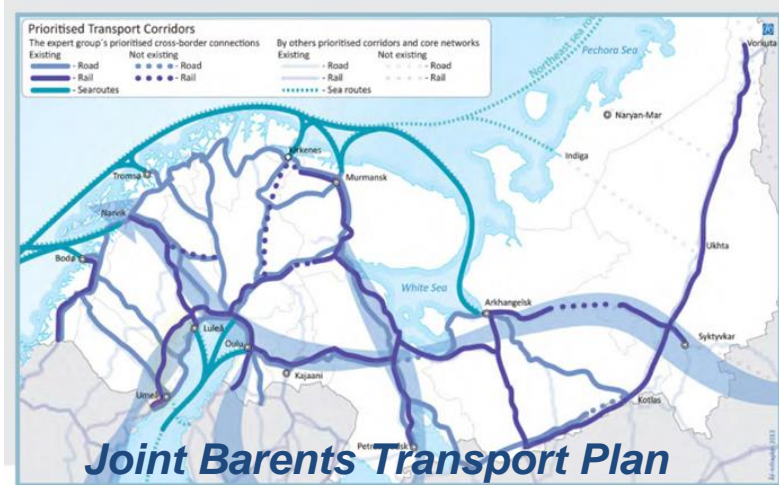 Prioritised Transport Corridors
The expert group´s prioritised cross-border connections
By others prioritised corridors and core networks
Existing Not existing
Existing Not existing
- Road - Road
- Road - Road
- Rail - Rail
- Rail - Rail
- Searoutes
- Sea routes
Northeast sea rou
Pechora Sea
Vorkuta
Naryan-Mar
Indiga
Kirkenes
Murmansk
Tromsø
Narvik
Bodø
Ukhta
White Sea
Arkhangelsk
Luleå
Oulu
Syktyvkar
Kajaani
Umeå
Kotlas
Joint Barents Transport Plan